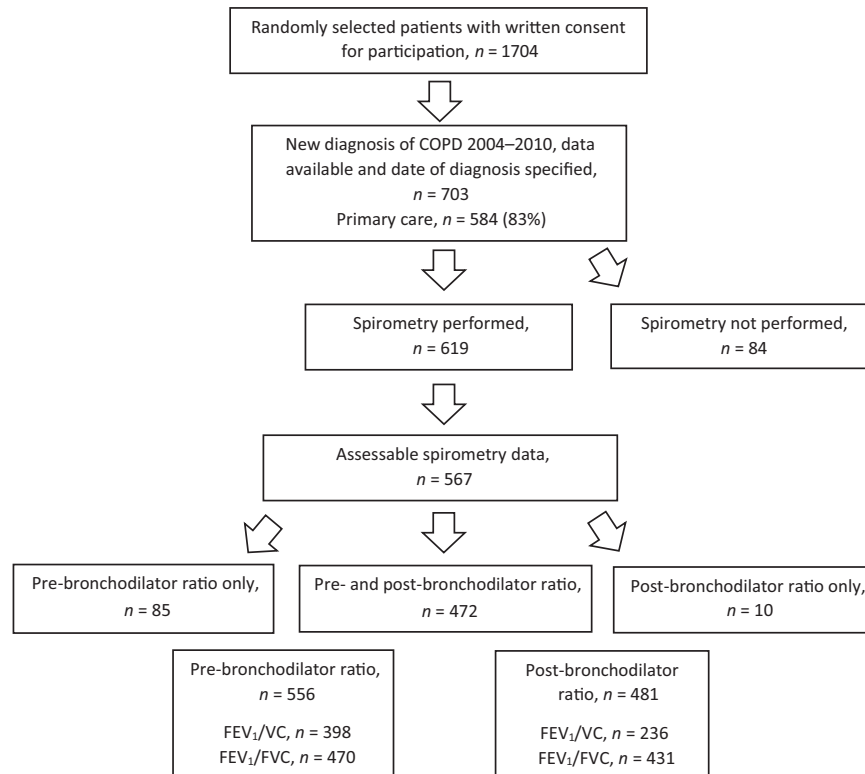 Randomly selected patients with written consent
for participation, n = 1704
New diagnosis of COPD 2004–2010, data
available and date of diagnosis specified,
n = 703
Primary care, n = 584 (83%)
Spirometry performed,
n = 619
Spirometry not performed,
n = 84
Assessable spirometry data,
n = 567
Pre-bronchodilator ratio only,
n = 85
Pre- and post-bronchodilator ratio,
n = 472
Post-bronchodilator ratio only,
n = 10
Pre-bronchodilator ratio,
n = 556
FEV₁/VC, n = 398
FEV₁/FVC, n = 470
Post-bronchodilator
ratio, n = 481
FEV₁/VC, n = 236
FEV₁/FVC, n = 431